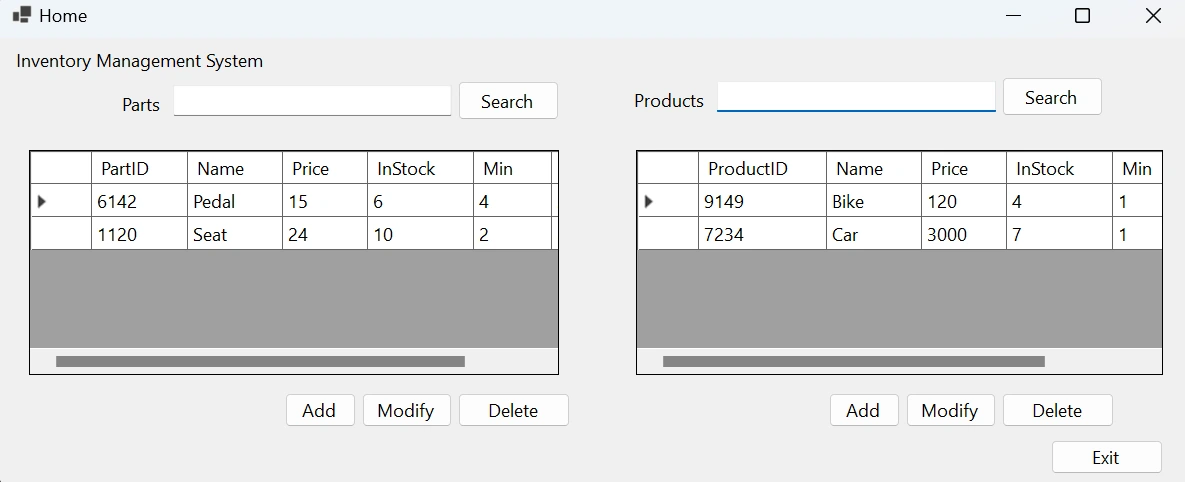 Home
Inventory Management System
Parts Search
Products Search
PartID Name Price InStock Min
6142 Pedal 15 6 4
1120 Seat 24 10 2
ProductID Name Price InStock Min
9149 Bike 120 4 1
7234 Car 3000 7 1
Add Modify Delete
Add Modify Delete
Exit